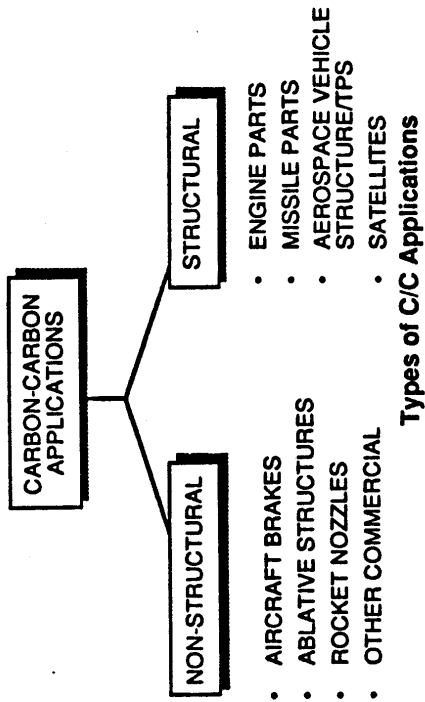 CARBON-CARBON
APPLICATIONS
NON-STRUCTURAL
• AIRCRAFT BRAKES
• ABLATIVE STRUCTURES
• ROCKET NOZZLES
• OTHER COMMERCIAL
STRUCTURAL
• ENGINE PARTS
• MISSILE PARTS
• AEROSPACE VEHICLE
STRUCTURE/TPS
• SATELLITES
Types of C/C Applications